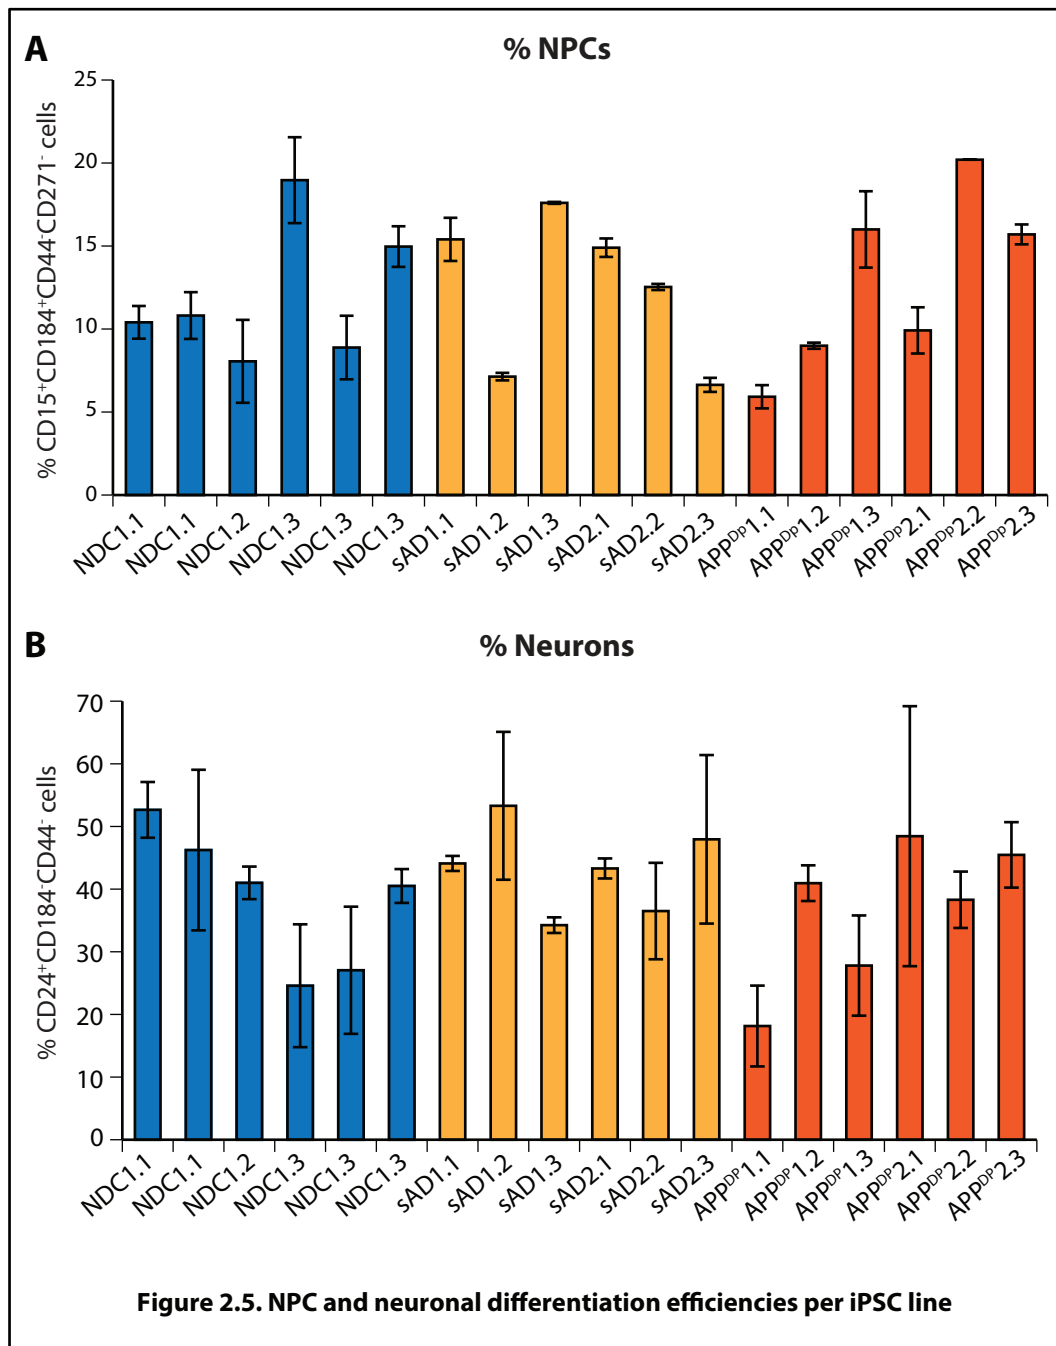 A
% NPCs
% CD15⁺CD184⁺CD44⁻CD271⁻ cells
25
20
15
10
5
0
NDC1.1
NDC1.1
NDC1.2
NDC1.3
NDC1.3
NDC1.3
sAD1.1
sAD1.2
sAD1.3
sAD2.1
sAD2.2
sAD2.3
APPᴰᵖ1.1
APPᴰᵖ1.2
APPᴰᵖ1.3
APPᴰᵖ2.1
APPᴰᵖ2.2
APPᴰᵖ2.3
B
% Neurons
% CD24⁺CD184⁻CD44⁻ cells
70
60
50
40
30
20
10
0
NDC1.1
NDC1.1
NDC1.2
NDC1.3
NDC1.3
NDC1.3
sAD1.1
sAD1.2
sAD1.3
sAD2.1
sAD2.2
sAD2.3
APPᴰᴾ1.1
APPᴰᴾ1.2
APPᴰᴾ1.3
APPᴰᴾ2.1
APPᴰᴾ2.2
APPᴰᴾ2.3
Figure 2.5. NPC and neuronal differentiation efficiencies per iPSC line